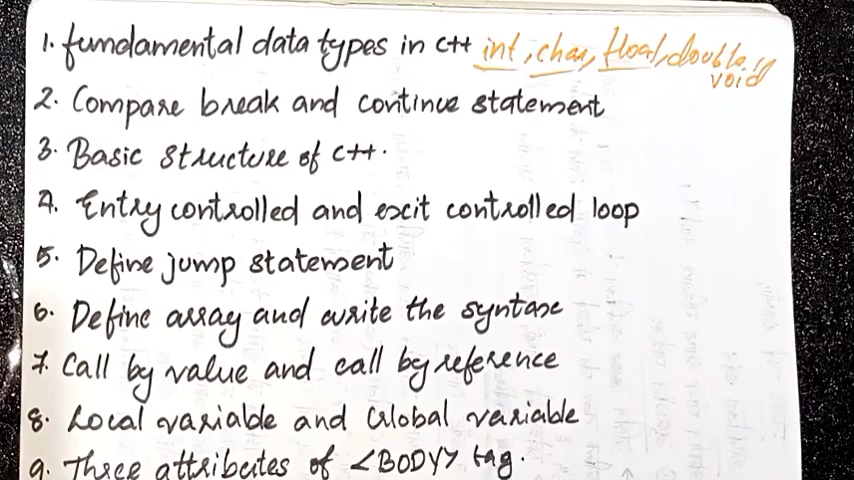 1. fundamental data types in C++ int, char, float, double, void
2. Compare break and continue statement
3. Basic Structure of C++.
4. Entry controlled and exit controlled loop
5. Define jump statement
6. Define array and write the syntax
7. Call by value and call by reference
8. Local variable and Global variable
9. Three attributes of <BODY> tag.